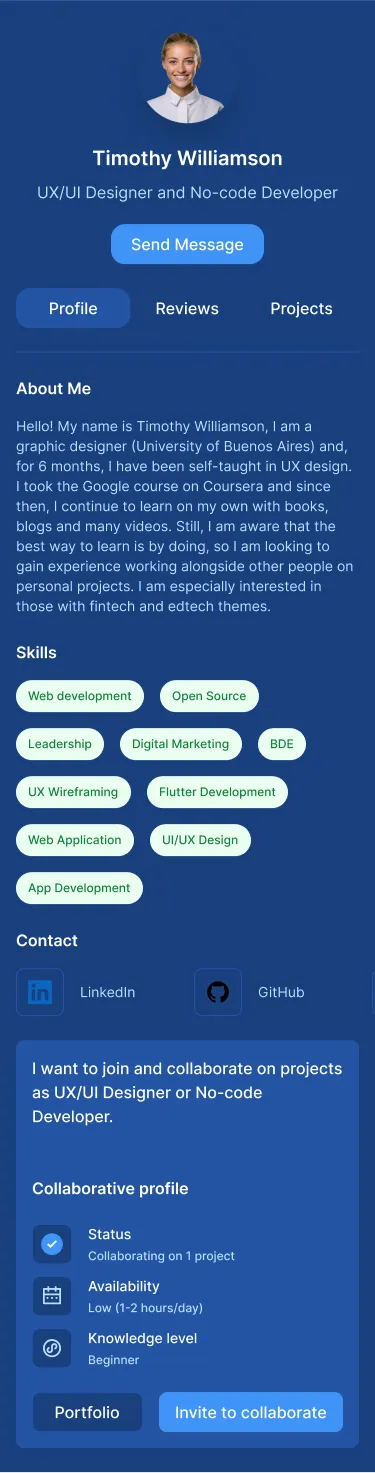 Timothy Williamson
UX/UI Designer and No-code Developer
Send Message
Profile Reviews Projects
About Me
Hello! My name is Timothy Williamson, I am a
graphic designer (University of Buenos Aires) and,
for 6 months, I have been self-taught in UX design.
I took the Google course on Coursera and since
then, I continue to learn on my own with books,
blogs and many videos. Still, I am aware that the
best way to learn is by doing, so I am looking to
gain experience working alongside other people on
personal projects. I am especially interested in
those with fintech and edtech themes.
Skills
Web development Open Source
Leadership Digital Marketing BDE
UX Wireframing Flutter Development
Web Application UI/UX Design
App Development
Contact
in LinkedIn GitHub
I want to join and collaborate on projects
as UX/UI Designer or No-code
Developer.
Collaborative profile
Status
Collaborating on 1 project
Availability
Low (1-2 hours/day)
Knowledge level
Beginner
Portfolio Invite to collaborate